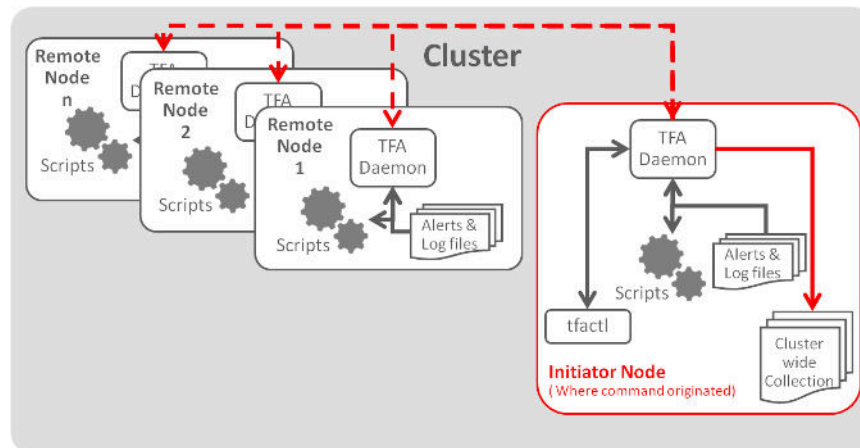 Cluster
Remote
Node
n
TFA
Scripts
Remote
Node
2
TFA
Scripts
Remote
Node
1
TFA
Daemon
Scripts
Alerts &
Log files
TFA
Daemon
Alerts &
Log files
Scripts
tfactl
Cluster
wide
Collection
Initiator Node
( Where command originated)